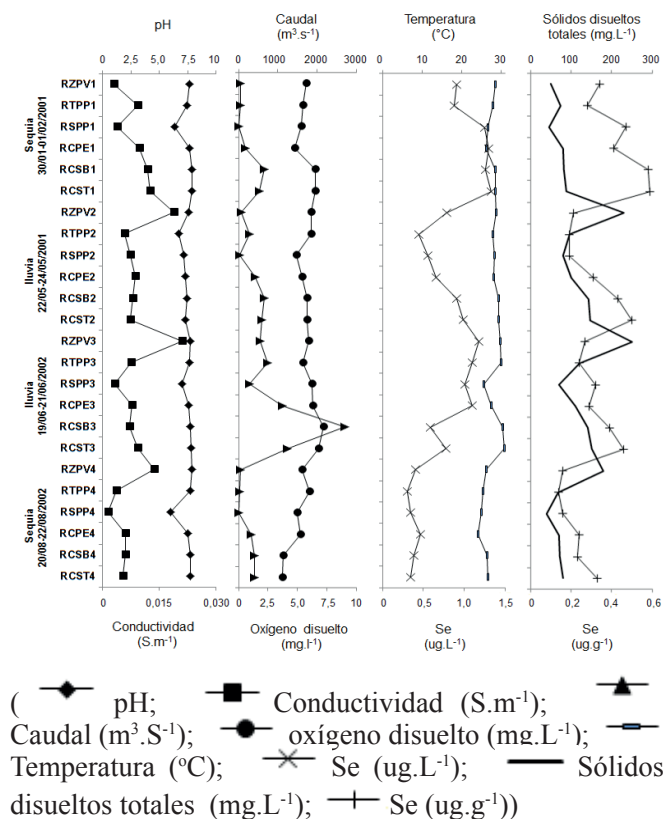 pH
0 2,5 5 7,5 10
Caudal
(m³.s⁻¹)
0 600 1200 1800 2400 3000
Temperatura
(°C)
0 10 20 30
Sólidos disueltos
totales (mg.L⁻¹)
0 100 200 300
Sequia
30/01-01/02/2001
RZPV1
RTPP1
RSPP1
RCPE1
RCSB1
RCST1
Iluvia
22/05-24/05/2001
RZPV2
RTPP2
RSPP2
RCPE2
RCSB2
RCST2
Iluvia
19/06-21/06/2002
RZPV3
RTPP3
RSPP3
RCPE3
RCSB3
RCST3
Sequia
20/08-22/08/2002
RZPV4
RTPP4
RSPP4
RCPE4
RCSB4
RCST4
0 0,015 0,030
Conductividad
(S.m⁻¹)
0 2,5 5,0 7,5 10
Oxígeno disuelto
(mg.l⁻¹)
0 0,5 1,0 1,5
Se
(ug.L⁻¹)
0 0,2 0,4 0,6
Se
(ug.g⁻¹)
( pH; Conductividad (S.m⁻¹);
Caudal (m³.S⁻¹); oxígeno disuelto (mg.L⁻¹);
Temperatura (ºC); Se (ug.L⁻¹); Sólidos
disueltos totales (mg.L⁻¹); Se (ug.g⁻¹))